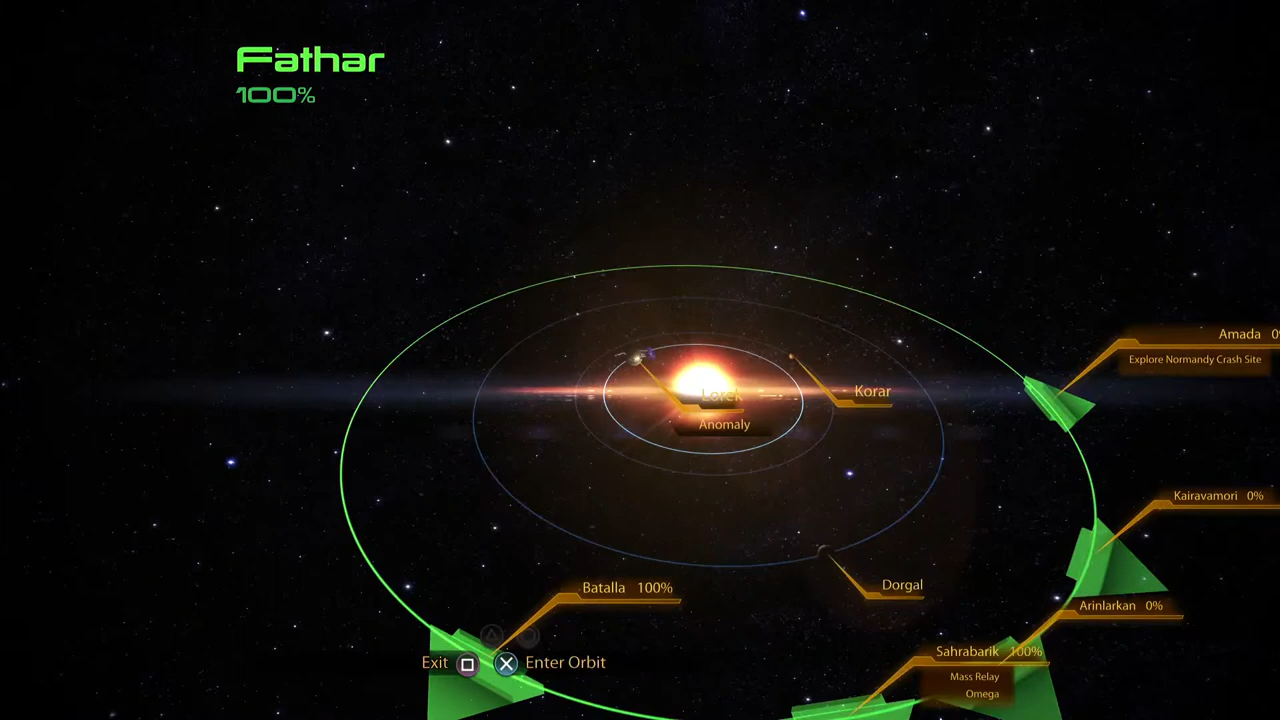 Fathar
100%
Amada 0%
Explore Normandy Crash Site
Lorek
Anomaly
Korar
Kairavamori 0%
Batalla 100%
Dorgal
Arinlarkan 0%
Sahrabarik 100%
Mass Relay
Omega
Exit Enter Orbit